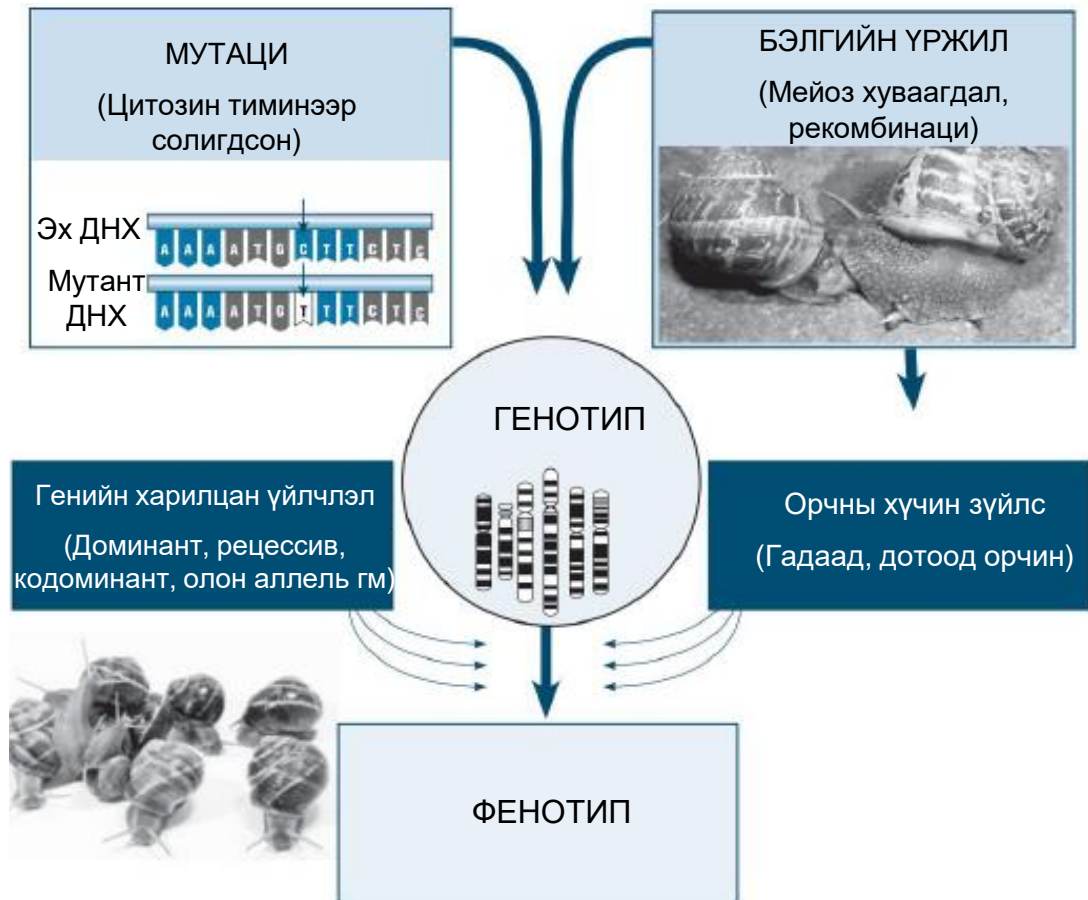 МУТАЦИ
(Цитозин тиминээр
солигдсон)
Эх ДНХ
A A A A T G C T T C T C
Мутант
ДНХ
A A A A T G T T T C T C
БЭЛГИЙН ҮРЖИЛ
(Мейоз хуваагдал,
рекомбинаци)
ГЕНОТИП
Генийн харилцан үйлчлэл
(Доминант, рецессив,
кодоминант, олон аллель гм)
Орчны хүчин зүйлс
(Гадаад, дотоод орчин)
ФЕНОТИП